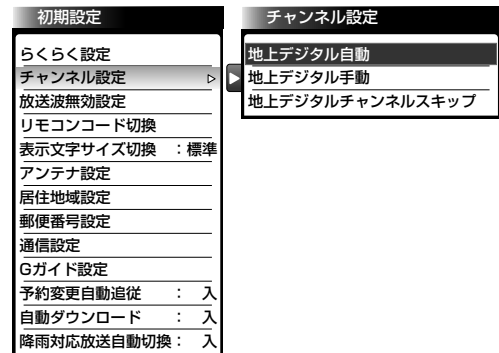 初期設定
らくらく設定
チャンネル設定
放送波無効設定
リモコンコード切換
表示文字サイズ切換 ：標準
アンテナ設定
居住地域設定
郵便番号設定
通信設定
Gガイド設定
予約変更自動追従 ： 入
自動ダウンロード ： 入
降雨対応放送自動切換： 入
チャンネル設定
地上デジタル自動
地上デジタル手動
地上デジタルチャンネルスキップ